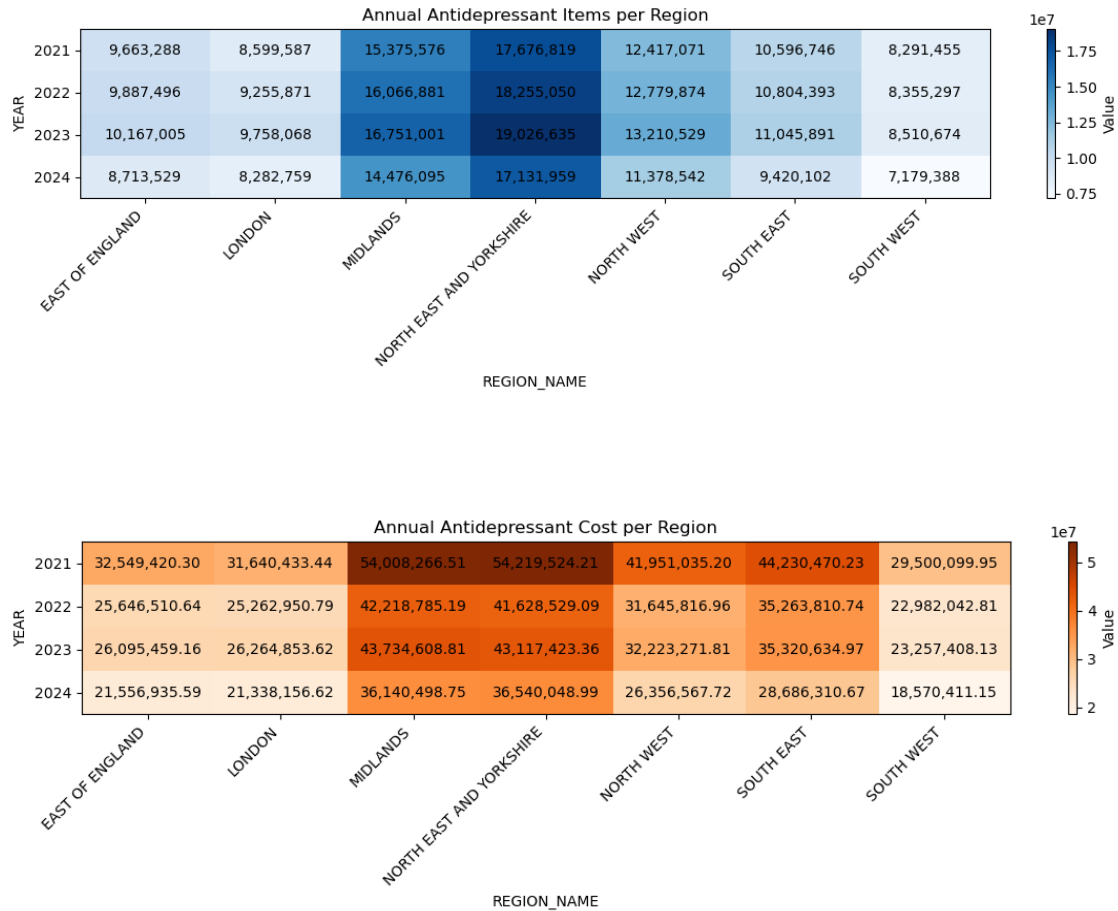 Annual Antidepressant Items per Region
1e7
2021 9,663,288 8,599,587 15,375,576 17,676,819 12,417,071 10,596,746 8,291,455
17.75
2022 9,887,496 9,255,871 16,066,881 18,255,050 12,779,874 10,804,393 8,355,297
1.50
YEAR
Value
2023 10,167,005 9,758,068 16,751,001 19,026,635 13,210,529 11,045,891 8,510,674
1.25
1.00
2024 8,713,529 8,282,759 14,476,095 17,131,959 11,378,542 9,420,102 7,179,388
0.75
EAST OF ENGLAND
LONDON
MIDLANDS
NORTH EAST AND YORKSHIRE
NORTH WEST
SOUTH EAST
SOUTH WEST
REGION_NAME
Annual Antidepressant Cost per Region
1e7
2021 32,549,420.30 31,640,433.44 54,008,266.51 54,219,524.21 41,951,035.20 44,230,470.23 29,500,099.95
5
2022 25,646,510.64 25,262,950.79 42,218,785.19 41,628,529.09 31,645,816.96 35,263,810.74 22,982,042.81
4
YEAR
Value
2023 26,095,459.16 26,264,853.62 43,734,608.81 43,117,423.36 32,223,271.81 35,320,634.97 23,257,408.13
3
2024 21,556,935.59 21,338,156.62 36,140,498.75 36,540,048.99 26,356,567.72 28,686,310.67 18,570,411.15
2
EAST OF ENGLAND
LONDON
MIDLANDS
NORTH EAST AND YORKSHIRE
NORTH WEST
SOUTH EAST
SOUTH WEST
REGION_NAME